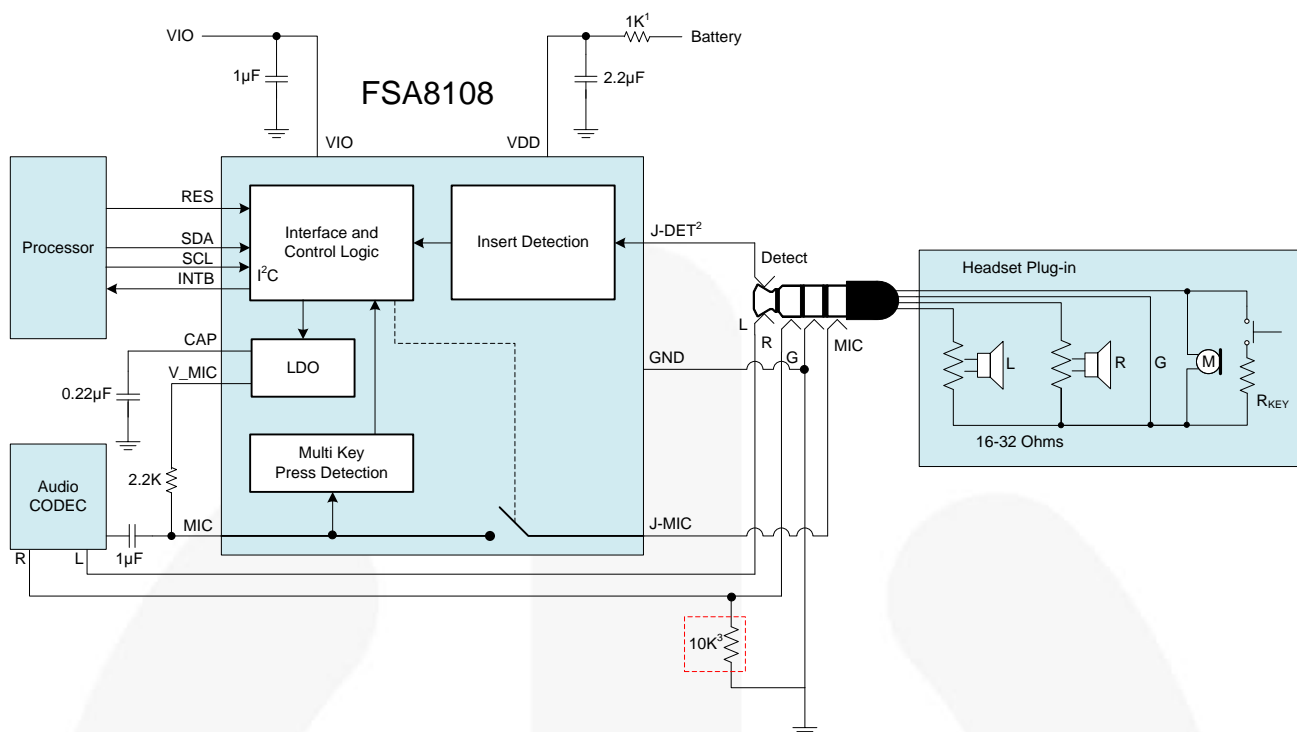 1K¹
VIO
Battery
1µF
2.2µF
FSA8108
VIO
VDD
RES
SDA
SCL
INTB
Processor
Interface and
Control Logic
I²C
Insert Detection
J-DET²
Detect
Headset Plug-in
L
R
G
MIC
CAP
V_MIC
LDO
GND
0.22µF
L
R
G
M
R_KEY
16-32 Ohms
Multi Key
Press Detection
2.2K
Audio
CODEC
MIC
J-MIC
1µF
R
L
10K³